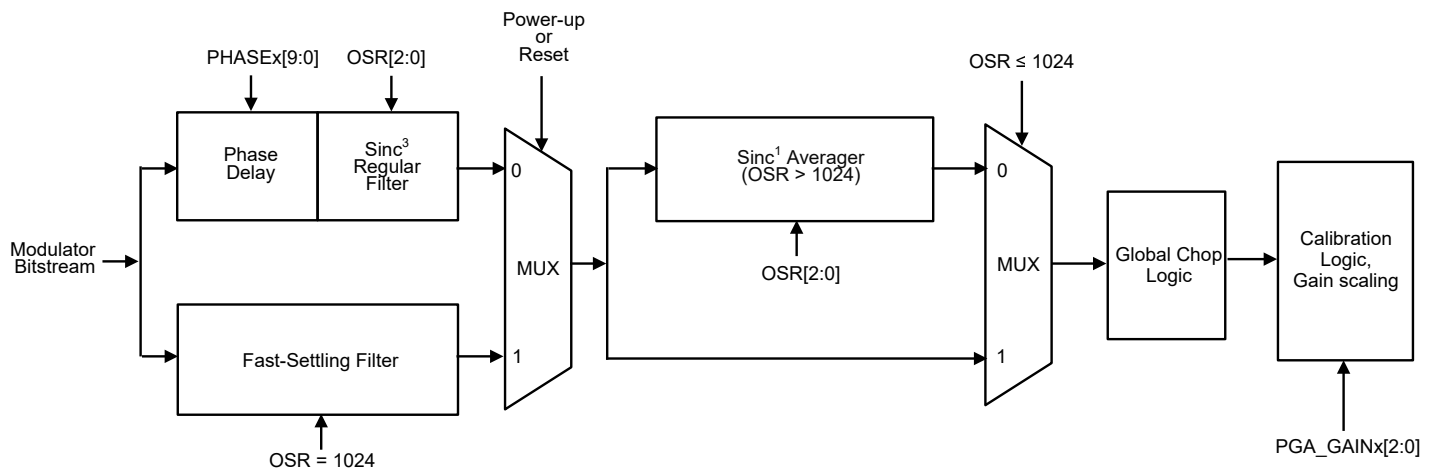 Power-up
or
Reset
PHASEx[9:0]
OSR[2:0]
OSR ≤ 1024
Phase
Delay
Sinc³
Regular
Filter
0
Sinc¹ Averager
(OSR > 1024)
0
Modulator
Bitstream
MUX
OSR[2:0]
MUX
Global Chop
Logic
Calibration
Logic,
Gain scaling
Fast-Settling Filter
1
1
OSR = 1024
PGA_GAINx[2:0]